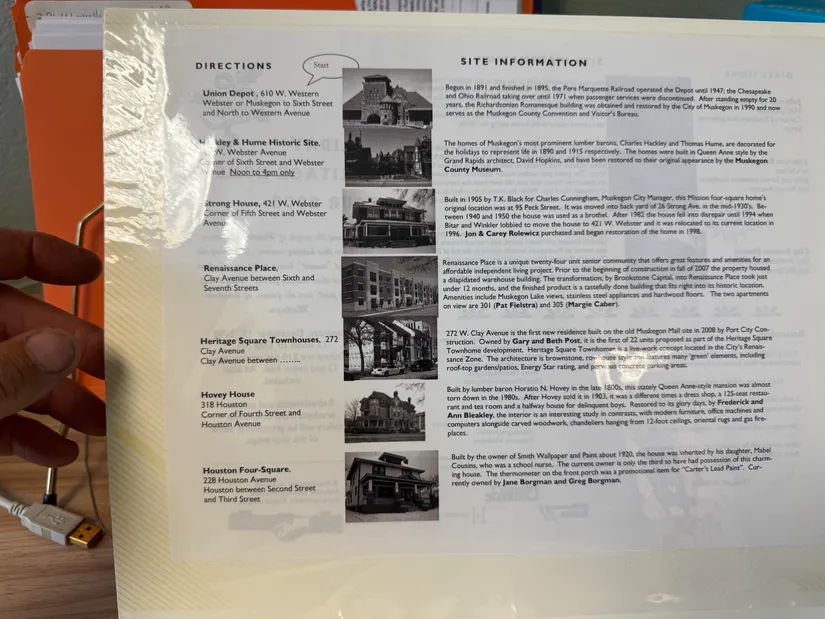 DIRECTIONS
Start
SITE INFORMATION
Union Depot, 610 W. Western
Webster or Muskegon to Sixth Street
and North to Western Avenue
Begun in 1891 and finished in 1895, the Pere Marquette Railroad operated the Depot until 1947; the Chesapeake
and Ohio Railroad taking over until 1971 when passenger services were discontinued. After standing empty for 20
years, the Richardsonian Romanesque building was obtained and restored by the City of Muskegon in 1990 and now
serves as the Muskegon County Convention and Visitor's Bureau.
& Hume Historic Site,
W. Webster Avenue
Corner of Sixth Street and Webster
Noon to 4pm only
The homes of Muskegon's most prominent lumber barons, Charles Hackley and Thomas Hume, are decorated for
the holidays to represent life in 1890 and 1915 respectively. The homes were built in Queen Anne style by the
Grand Rapids architect, David Hopkins, and have been restored to their original appearance by the Muskegon
County Museum.
Strong House, 421 W. Webster
Corner of Fifth Street and Webster
Avenue
Built in 1905 by T.K. Black for Charles Cunningham, Muskegon City Manager, this Mission four-square home's
original location was at 95 Peck Street. It was moved into back yard of 26 Strong Ave. in the mid-1930's. Be-
tween 1940 and 1950 the house was used as a brothel. After 1982 the house fell into disrepair until 1994 when
Bitar and Winkler lobbied to move the house to 421 W. Webster and it was relocated to its current location in
1996. Jon & Carey Rolewicz purchased and began restoration of the home in 1998.
Renaissance Place,
Clay Avenue between Sixth and
Seventh Streets
Renaissance Place is a unique twenty-four unit senior community that offers great features and amenities for an
affordable independent living project. Prior to the beginning of construction in fall of 2007 the property housed
a dilapidated warehouse building. The transformation, by Brookstone Capital, into Renaissance Place took just
under 12 months, and the finished product is a tastefully done building that fits right into its historic location.
Amenities include Muskegon Lake views, stainless steel appliances and hardwood floors. The two apartments
on view are 301 (Pat Fielstra) and 305 (Margie Caber).
Heritage Square Townhouses, 272
Clay Avenue
Clay Avenue between ........
272 W. Clay Avenue is the first new residence built on the old Muskegon Mall site in 2008 by Port City Con-
struction. Owned by Gary and Beth Post, it is the first of 22 units proposed as part of the Heritage Square
Townhome development. Heritage Square Townhomes is a live-work concept located in the City's Renais-
sance Zone. The architecture is brownstone, row house style and features many 'green' elements, including
roof-top gardens/patios, Energy Star rating, and pervious concrete parking areas.
Hovey House
318 Houston
Corner of Fourth Street and
Houston Avenue
Built by lumber baron Horatio N. Hovey in the late 1800s, this stately Queen Anne-style mansion was almost
torn down in the 1980s. After Hovey sold it in 1903, it was a different times a dress shop, a 125-seat restau-
rant and tea room and a halfway house for delinquent boys. Restored to its glory days, by Frederick and
Ann Bleakley, the interior is an interesting study in contrasts, with modern furniture, office machines and
computers alongside carved woodwork, chandeliers hanging from 12-foot ceilings, oriental rugs and gas fire-
places.
Houston Four-Square,
228 Houston Avenue
Houston between Second Street
and Third Street
Built by the owner of Smith Wallpaper and Paint about 1920, the house was inherited by his daughter, Mabel
Cousins, who was a school nurse. The current owner is only the third to have had possession of this charm-
ing house. The thermometer on the front porch was a promotional item for "Carter's Lead Paint". Cur-
rently owned by Jane Borgman and Greg Borgman.